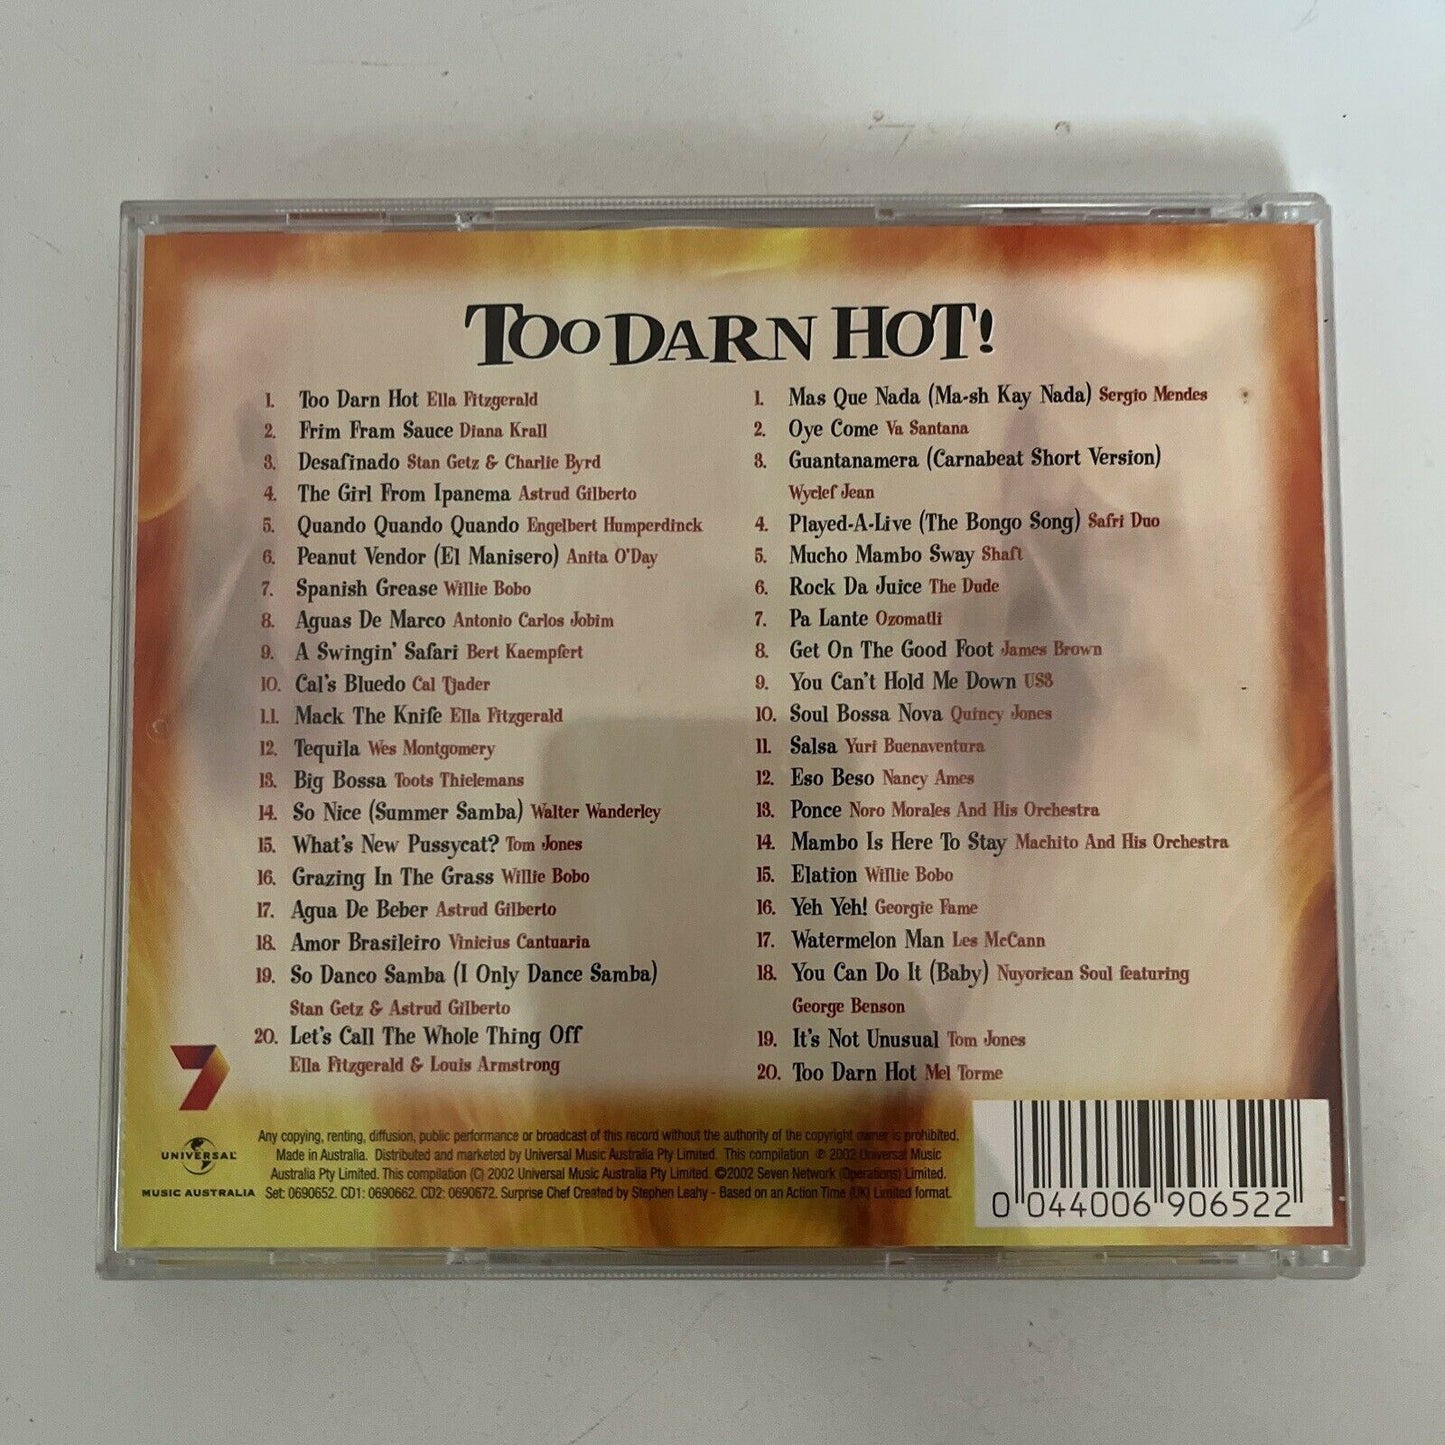 TOO DARN HOT!
1. Too Darn Hot Ella Fitzgerald
2. Frim Fram Sauce Diana Krall
3. Desafinado Stan Getz & Charlie Byrd
4. The Girl From Ipanema Astrud Gilberto
5. Quando Quando Quando Engelbert Humperdinck
6. Peanut Vendor (El Manisero) Anita O'Day
7. Spanish Grease Willie Bobo
8. Aguas De Marco Antonio Carlos Jobim
9. A Swingin' Safari Bert Kaempfert
10. Cal's Bluedo Cal Tjader
11. Mack The Knife Ella Fitzgerald
12. Tequila Wes Montgomery
13. Big Bossa Toots Thielemans
14. So Nice (Summer Samba) Walter Wanderley
15. What's New Pussycat? Tom Jones
16. Grazing In The Grass Willie Bobo
17. Agua De Beber Astrud Gilberto
18. Amor Brasileiro Vinicius Cantuaria
19. So Danco Samba (I Only Dance Samba)
Stan Getz & Astrud Gilberto
20. Let's Call The Whole Thing Off
Ella Fitzgerald & Louis Armstrong
1. Mas Que Nada (Ma-sh Kay Nada) Sergio Mendes
2. Oye Come Va Santana
3. Guantanamera (Carnabeat Short Version)
Wyclef Jean
4. Played-A-Live (The Bongo Song) Safri Duo
5. Mucho Mambo Sway Shaft
6. Rock Da Juice The Dude
7. Pa Lante Ozomatli
8. Get On The Good Foot James Brown
9. You Can't Hold Me Down US3
10. Soul Bossa Nova Quincy Jones
11. Salsa Yuri Buenaventura
12. Eso Beso Nancy Ames
13. Ponce Noro Morales And His Orchestra
14. Mambo Is Here To Stay Machito And His Orchestra
15. Elation Willie Bobo
16. Yeh Yeh! Georgie Fame
17. Watermelon Man Les McCann
18. You Can Do It (Baby) Nuyorican Soul featuring
George Benson
19. It's Not Unusual Tom Jones
20. Too Darn Hot Mel Torme
7
UNIVERSAL
MUSIC AUSTRALIA
Any copying, renting, diffusion, public performance or broadcast of this record without the authority of the copyright owner is prohibited.
Made in Australia. Distributed and marketed by Universal Music Australia Pty Limited. This compilation ℗ 2002 Universal Music
Australia Pty Limited. This compilation (C) 2002 Universal Music Australia Pty Limited. ©2002 Seven Network (Operations) Limited.
Set: 0690652. CD1: 0690662. CD2: 0690672. Surprise Chef Created by Stephen Leahy - Based on an Action Time (UK) Limited format.
0 044006 906522